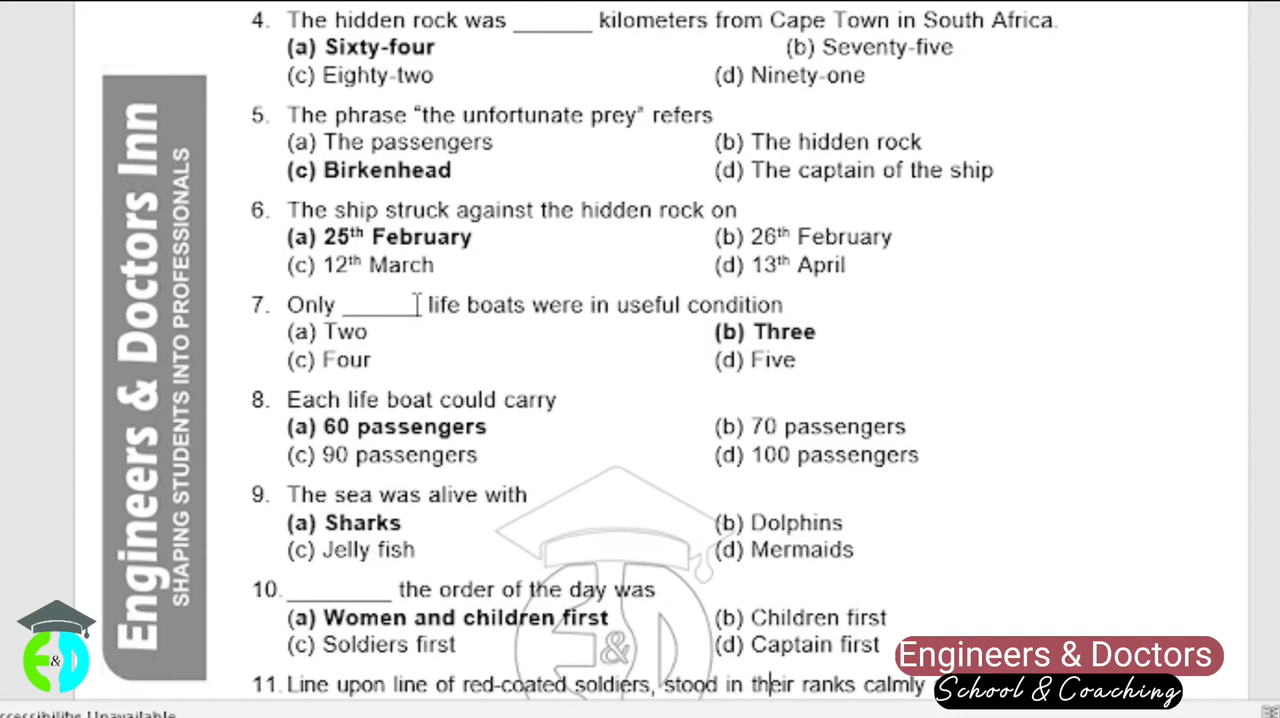 4. The hidden rock was ______ kilometers from Cape Town in South Africa.
(a) Sixty-four (b) Seventy-five
(c) Eighty-two (d) Ninety-one
5. The phrase “the unfortunate prey” refers
(a) The passengers (b) The hidden rock
(c) Birkenhead (d) The captain of the ship
6. The ship struck against the hidden rock on
(a) 25th February (b) 26th February
(c) 12th March (d) 13th April
7. Only ______ life boats were in useful condition
(a) Two (b) Three
(c) Four (d) Five
8. Each life boat could carry
(a) 60 passengers (b) 70 passengers
(c) 90 passengers (d) 100 passengers
9. The sea was alive with
(a) Sharks (b) Dolphins
(c) Jelly fish (d) Mermaids
10. ________ the order of the day was
(a) Women and children first (b) Children first
(c) Soldiers first (d) Captain first
11. Line upon line of red-coated soldiers, stood in their ranks calmly
Engineers & Doctors Inn
SHAPING STUDENTS INTO PROFESSIONALS
E&D
E&D
Engineers & Doctors
School & Coaching